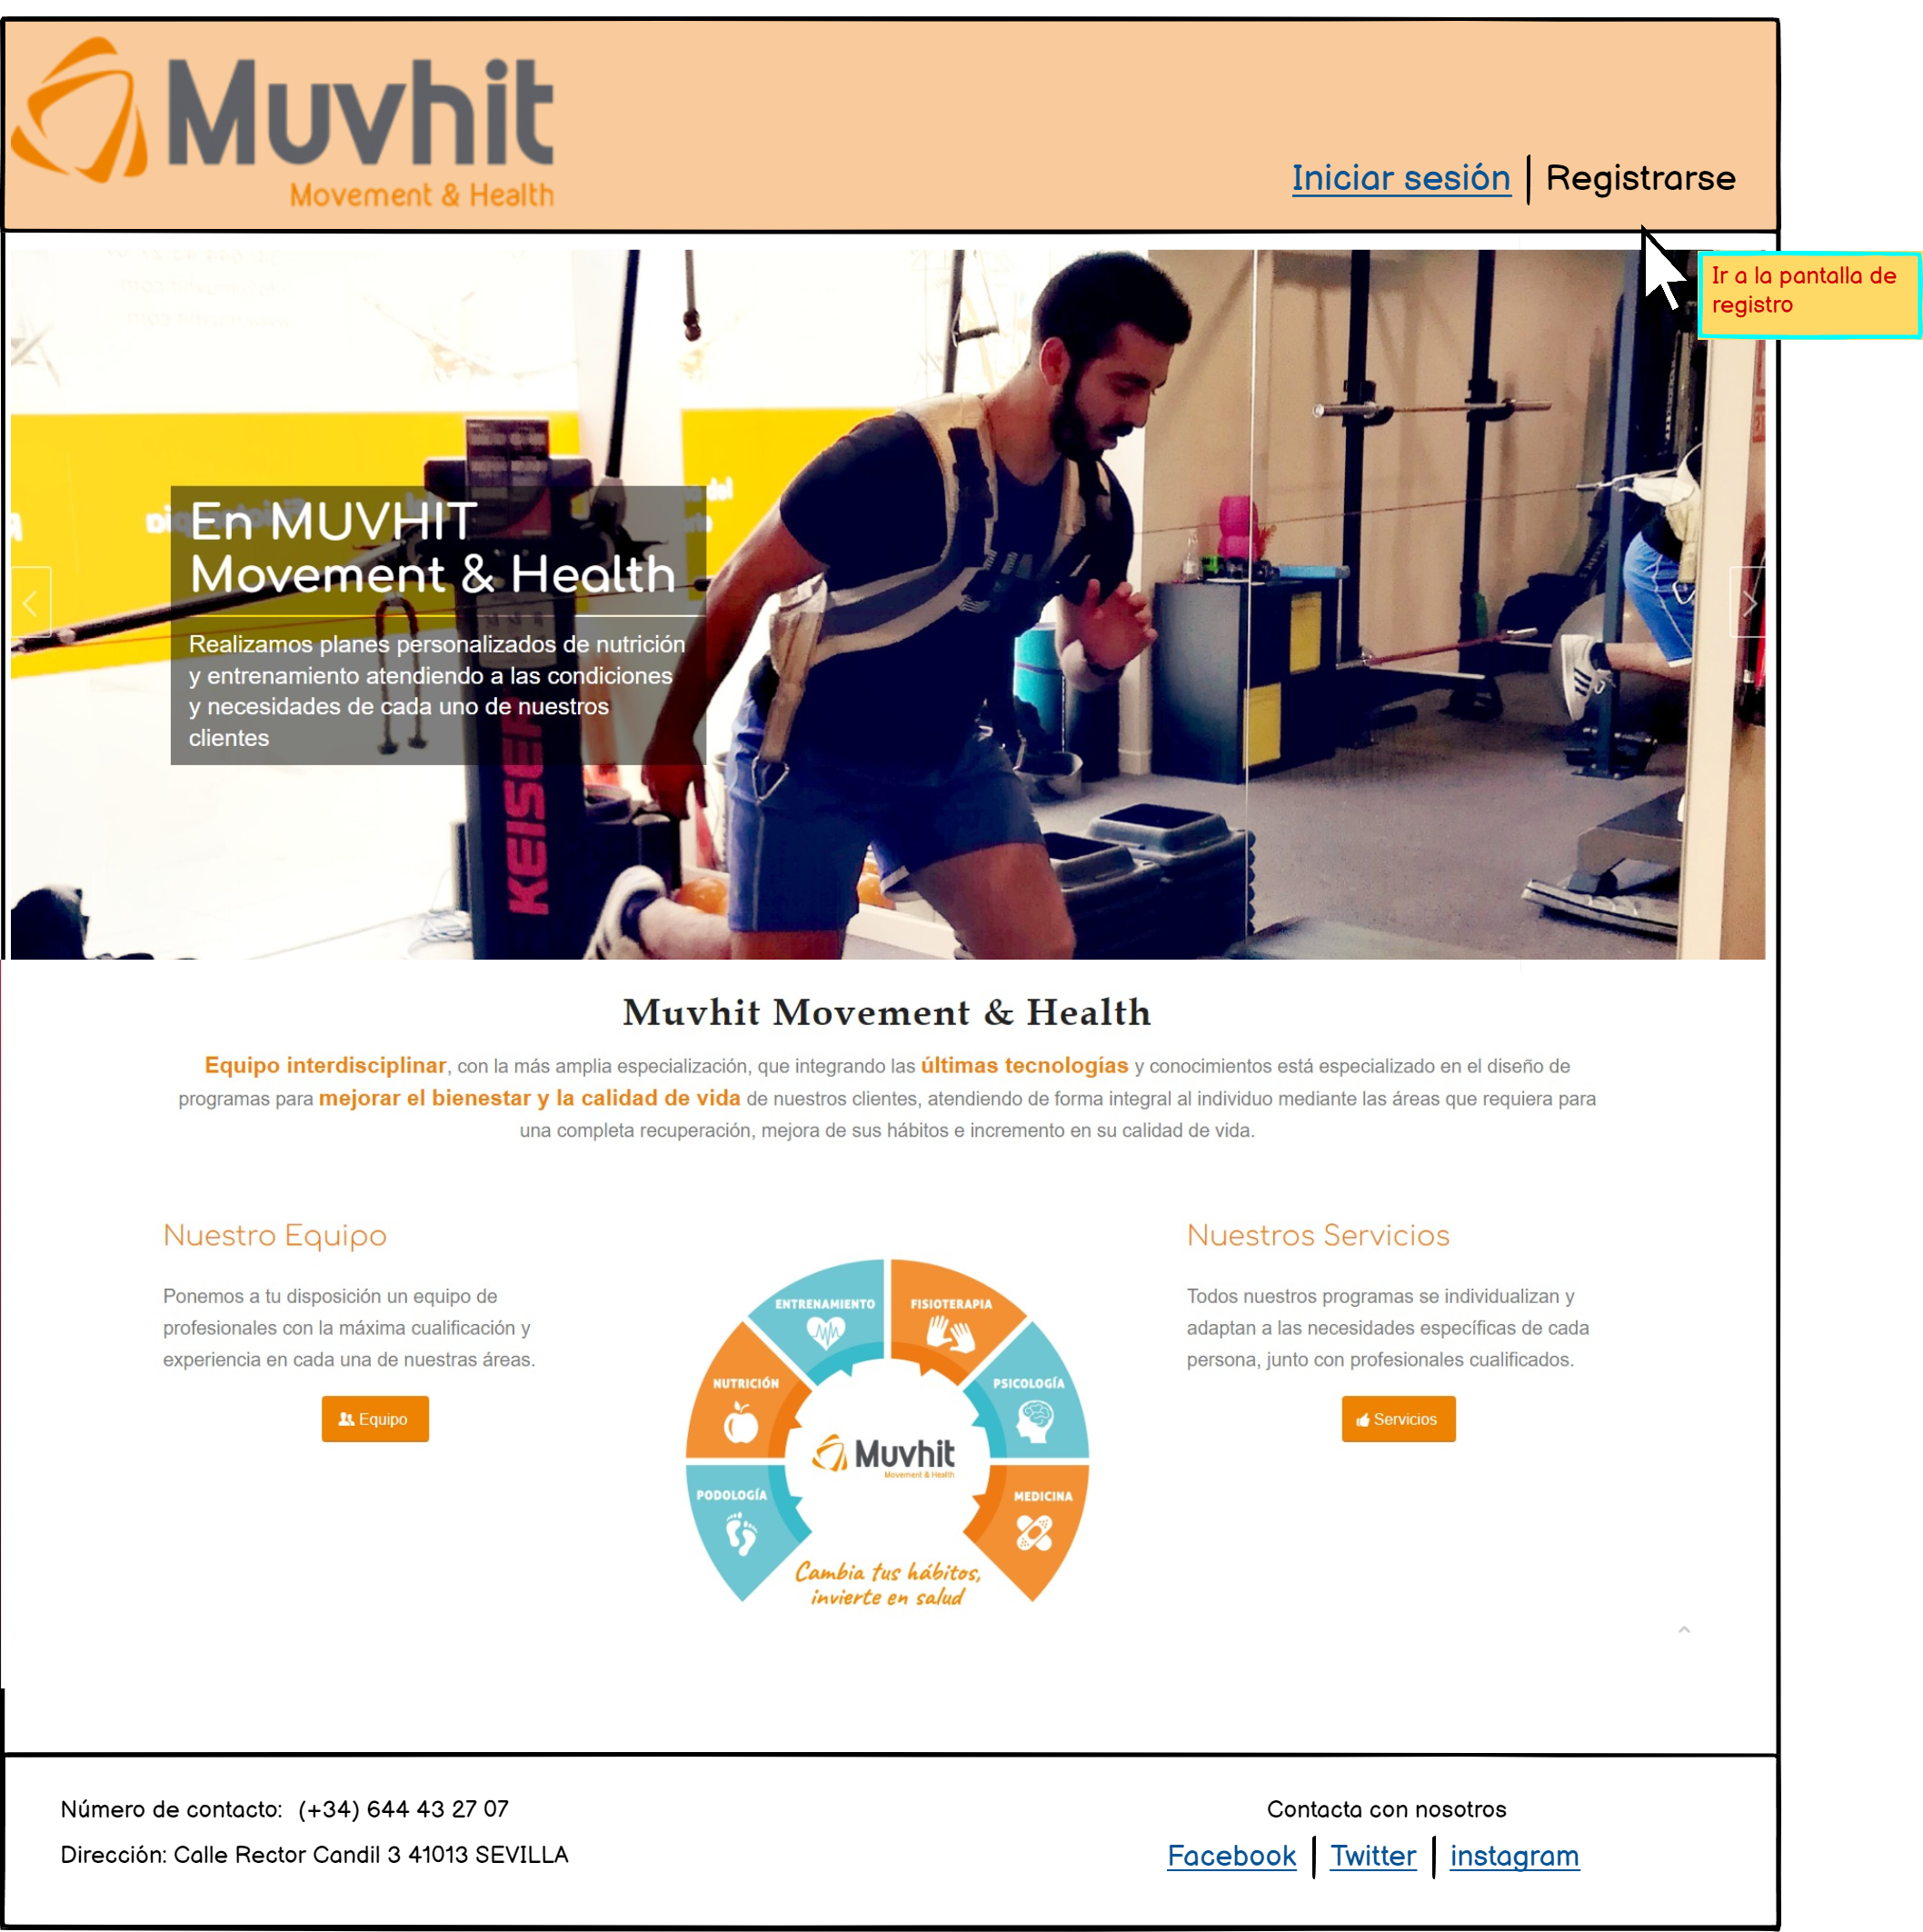 Muvhit
Movement & Health
Iniciar sesión | Registrarse
Ir a la pantalla de
registro
En MUVHIT
Movement & Health
Realizamos planes personalizados de nutrición
y entrenamiento atendiendo a las condiciones
y necesidades de cada uno de nuestros
clientes
KEISER
Muvhit Movement & Health
Equipo interdisciplinar, con la más amplia especialización, que integrando las últimas tecnologías y conocimientos está especializado en el diseño de
programas para mejorar el bienestar y la calidad de vida de nuestros clientes, atendiendo de forma integral al individuo mediante las áreas que requiera para
una completa recuperación, mejora de sus hábitos e incremento en su calidad de vida.
Nuestro Equipo
Ponemos a tu disposición un equipo de
profesionales con la máxima cualificación y
experiencia en cada una de nuestras áreas.
Equipo
ENTRENAMIENTO
FISIOTERAPIA
NUTRICIÓN
PSICOLOGÍA
Muvhit
Movement & Health
PODOLOGÍA
MEDICINA
Cambia tus hábitos,
invierte en salud
Nuestros Servicios
Todos nuestros programas se individualizan y
adaptan a las necesidades específicas de cada
persona, junto con profesionales cualificados.
Servicios
Número de contacto: (+34) 644 43 27 07
Dirección: Calle Rector Candil 3 41013 SEVILLA
Contacta con nosotros
Facebook | Twitter | instagram